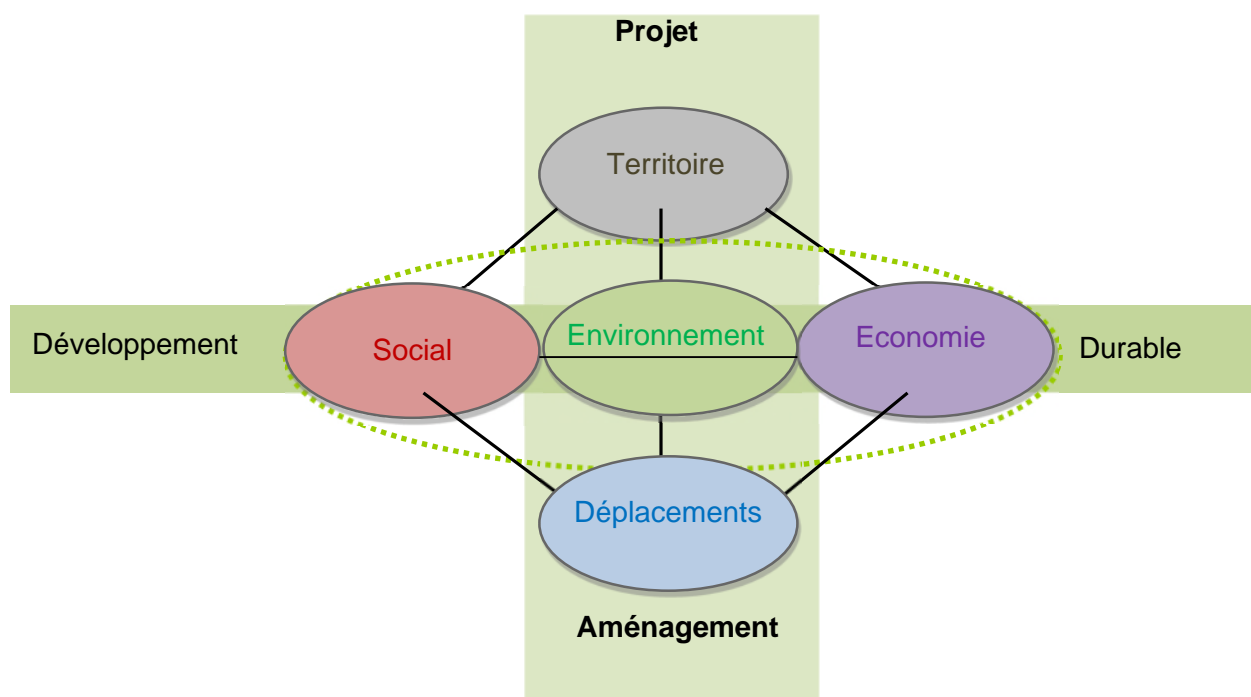 Projet
Territoire
Développement
Social
Environnement
Economie
Durable
Déplacements
Aménagement